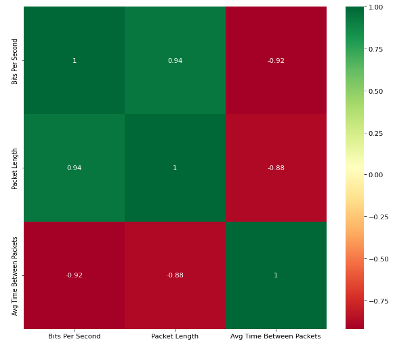 Bits Per Second
1
0.94
-0.92
Packet Length
0.94
1
-0.88
Avg Time Between Packets
-0.92
-0.88
1
Bits Per Second
Packet Length
Avg Time Between Packets
1.00
0.75
0.50
0.25
0.00
−0.25
−0.50
−0.75